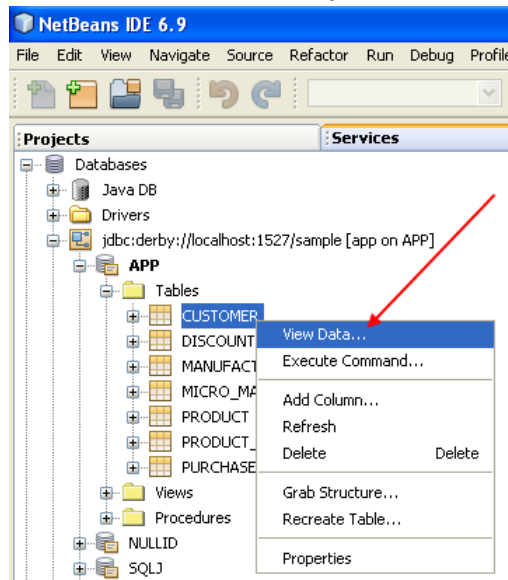 NetBeans IDE 6.9
File Edit View Navigate Source Refactor Run Debug Profile
Projects Services
Databases
Java DB
Drivers
jdbc:derby://localhost:1527/sample [app on APP]
APP
Tables
CUSTOMER
DISCOUNT
MANUFACT
MICRO_MA
PRODUCT
PRODUCT_
PURCHASE
Views
Procedures
NULLID
SQLJ
View Data...
Execute Command...
Add Column...
Refresh
Delete Delete
Grab Structure...
Recreate Table...
Properties